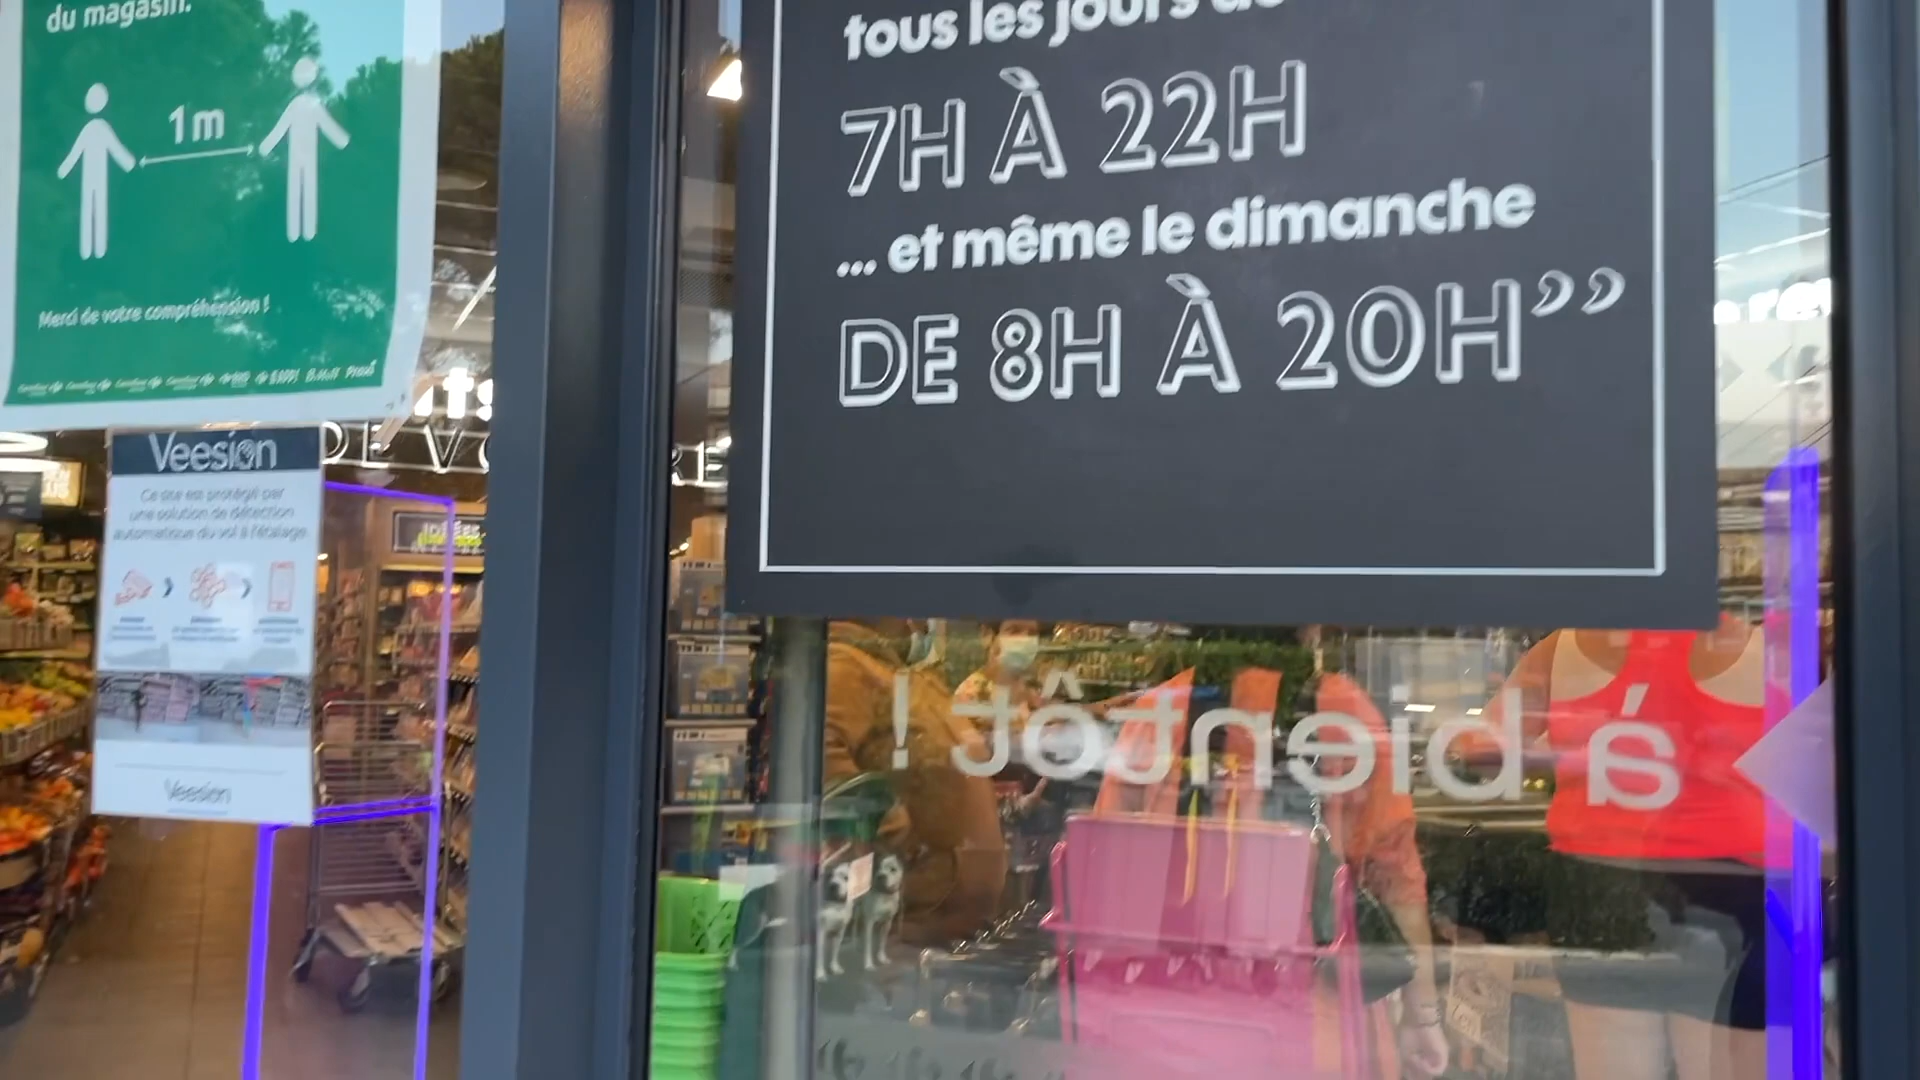 du magasin.
1m
Merci de votre compréhension !
Veesion
Ce site est protégé par
une solution de détection
automatique du vol à l'étalage
Veesion
tous les jours de
7H À 22H
... et même le dimanche
DE 8H À 20H”
à bientôt !